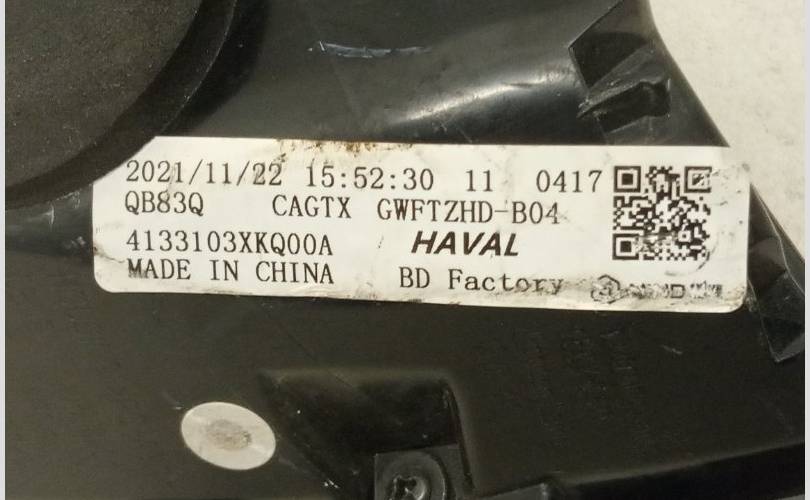 2021/11/22 15:52:30 11 0417
QB83Q CAGTX GWFTZHD-B04
4133103XKQ00A HAVAL
MADE IN CHINA BD Factory